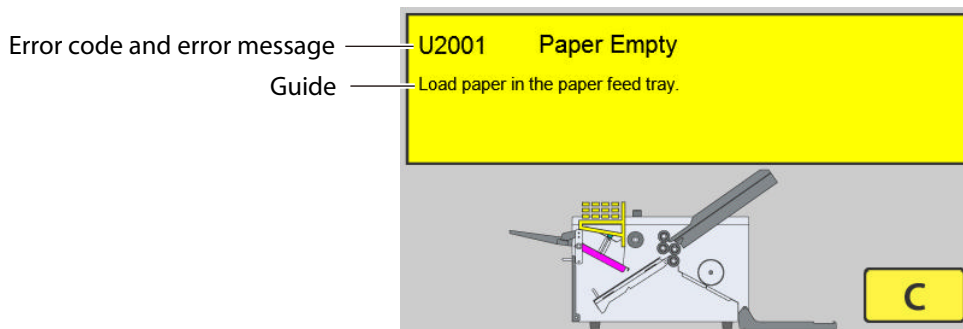 Error code and error message
U2001 Paper Empty
Guide
Load paper in the paper feed tray.
C